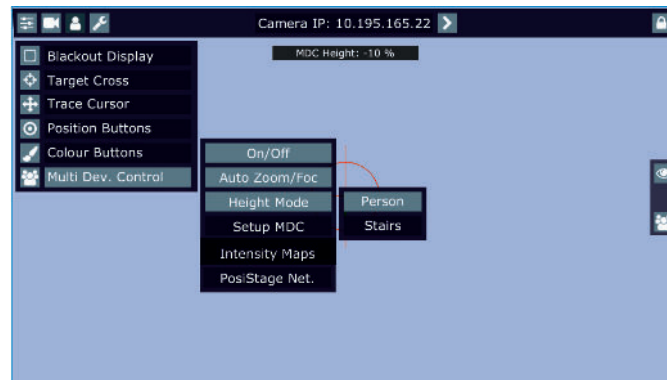 Camera IP: 10.195.165.22
MDC Height: -10 %
Blackout Display
Target Cross
Trace Cursor
Position Buttons
Colour Buttons
Multi Dev. Control
On/Off
Auto Zoom/Foc
Height Mode
Setup MDC
Intensity Maps
PosiStage Net.
Person
Stairs